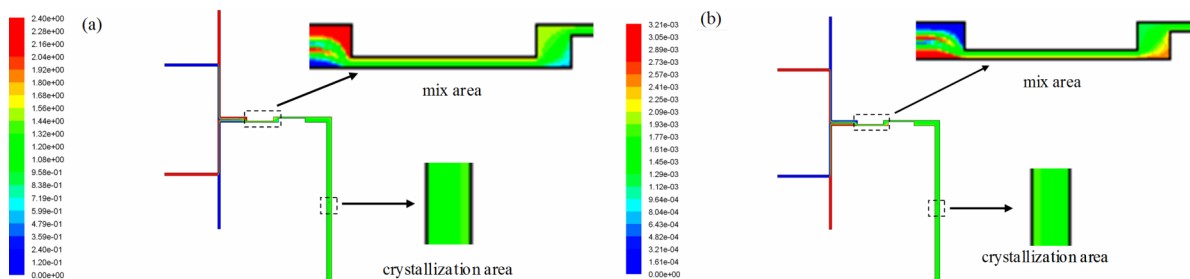 (a)
2.40e+00
2.28e+00
2.16e+00
2.04e+00
1.92e+00
1.80e+00
1.68e+00
1.56e+00
1.44e+00
1.32e+00
1.20e+00
1.08e+00
9.58e-01
8.39e-01
7.19e-01
5.99e-01
4.79e-01
3.59e-01
2.40e-01
1.20e-01
0.00e+00
mix area
crystallization area
(b)
3.21e-03
3.05e-03
2.89e-03
2.73e-03
2.57e-03
2.41e-03
2.25e-03
2.09e-03
1.93e-03
1.77e-03
1.61e-03
1.45e-03
1.29e-03
1.12e-03
9.64e-04
8.04e-04
6.43e-04
4.82e-04
3.21e-04
1.61e-04
0.00e+00
mix area
crystallization area